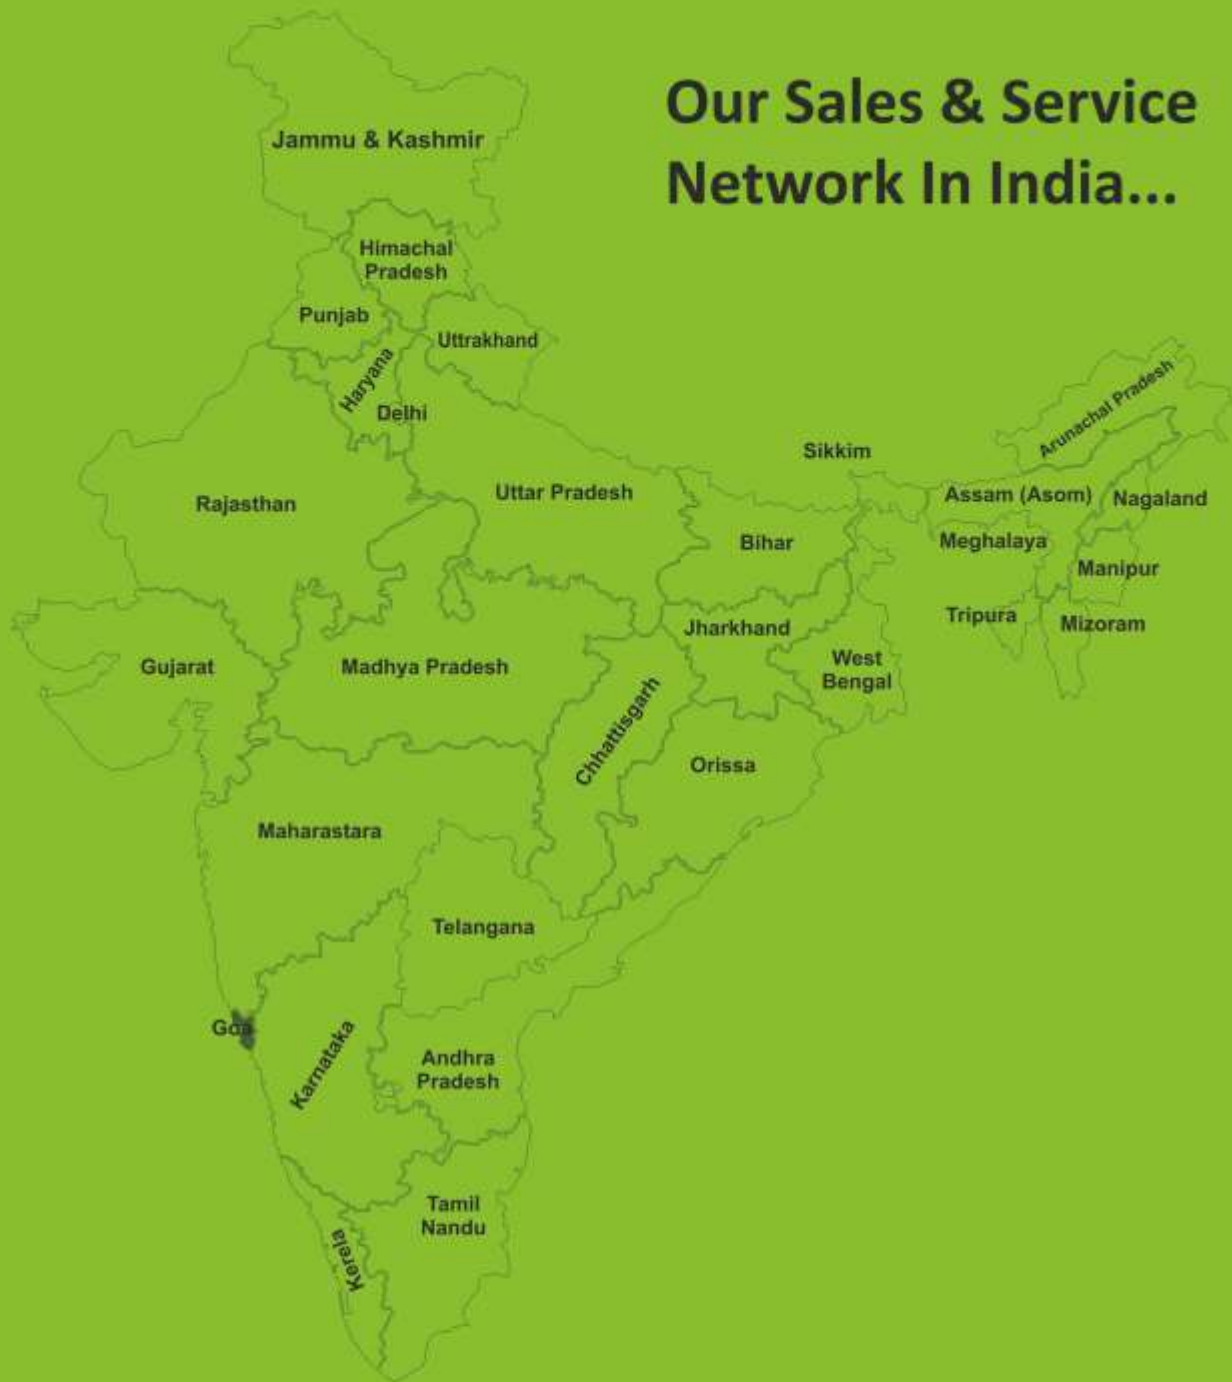 Our Sales & Service
Network In India...
Jammu & Kashmir
Himachal
Pradesh
Punjab
Uttrakhand
Haryana
Delhi
Arunachal Pradesh
Sikkim
Rajasthan
Uttar Pradesh
Assam (Asom)
Nagaland
Bihar
Meghalaya
Manipur
Tripura
Mizoram
Jharkhand
Gujarat
Madhya Pradesh
West
Bengal
Chhattisgarh
Orissa
Maharastara
Telangana
Goa
Karnataka
Andhra
Pradesh
Tamil
Nandu
Kerela